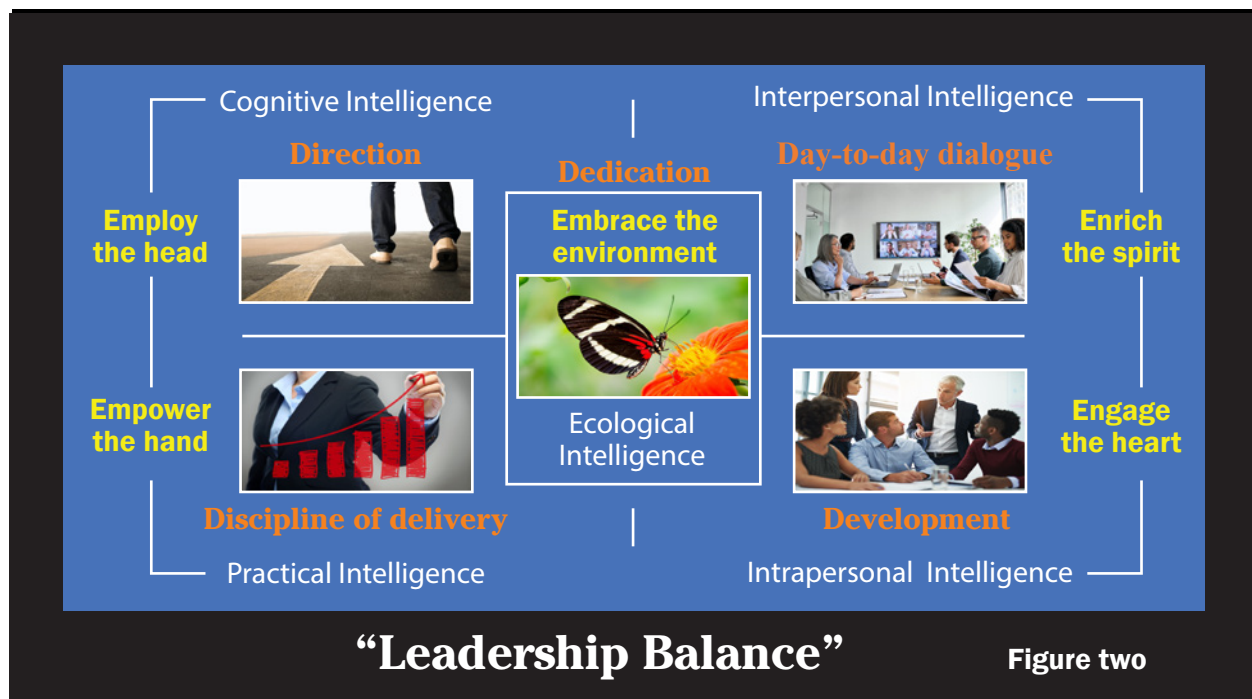 Cognitive Intelligence
Direction
Employ
the head
Dedication
Embrace the
environment
Ecological
Intelligence
Interpersonal Intelligence
Day-to-day dialogue
Enrich
the spirit
Empower
the hand
Discipline of delivery
Practical Intelligence
Engage
the heart
Development
Intrapersonal Intelligence
“Leadership Balance”
Figure two